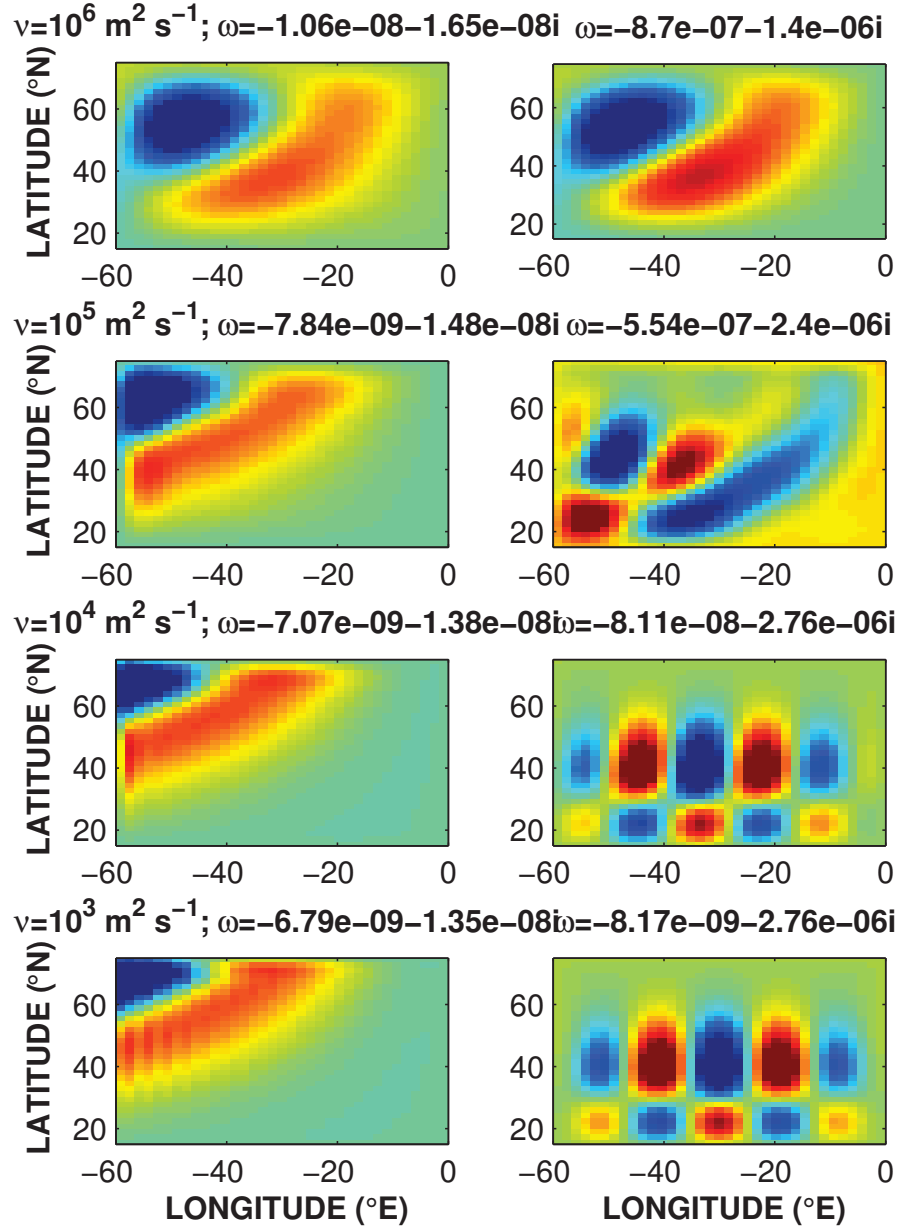 ν=10⁶ m² s⁻¹; ω=−1.06e−08−1.65e−08i ω=−8.7e−07−1.4e−06i
LATITUDE (°N)
60
40
20
−60 −40 −20 0
60
40
20
−60 −40 −20 0
ν=10⁵ m² s⁻¹; ω=−7.84e−09−1.48e−08i ω=−5.54e−07−2.4e−06i
LATITUDE (°N)
60
40
20
−60 −40 −20 0
60
40
20
−60 −40 −20 0
ν=10⁴ m² s⁻¹; ω=−7.07e−09−1.38e−08i ω=−8.11e−08−2.76e−06i
LATITUDE (°N)
60
40
20
−60 −40 −20 0
60
40
20
−60 −40 −20 0
ν=10³ m² s⁻¹; ω=−6.79e−09−1.35e−08i ω=−8.17e−09−2.76e−06i
LATITUDE (°N)
60
40
20
−60 −40 −20 0
LONGITUDE (°E)
60
40
20
−60 −40 −20 0
LONGITUDE (°E)